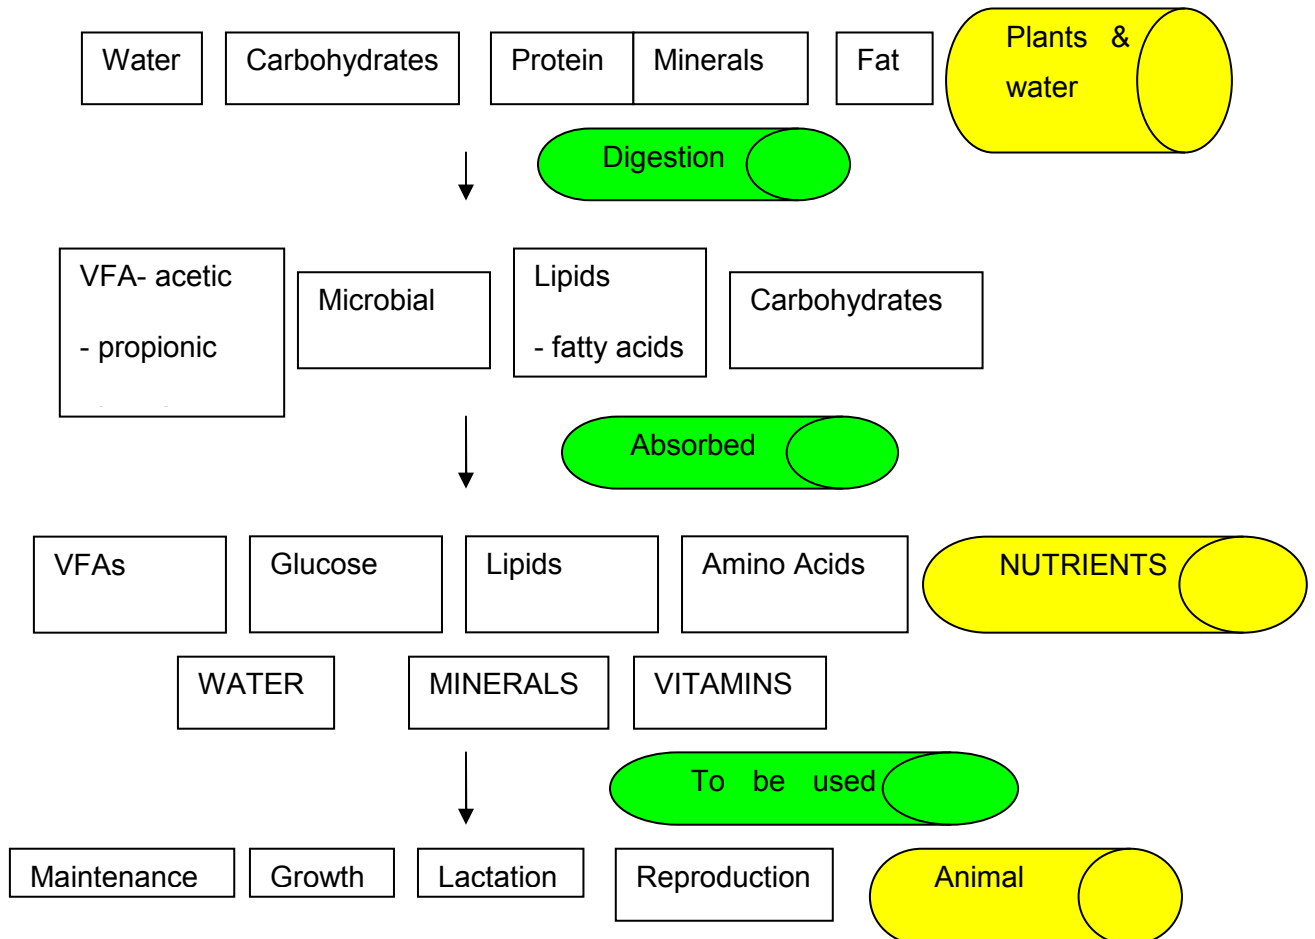 Water
Carbohydrates
Protein
Minerals
Fat
Plants &
water
Digestion
VFA- acetic
- propionic
Microbial
Lipids
- fatty acids
Carbohydrates
Absorbed
VFAs
Glucose
Lipids
Amino Acids
NUTRIENTS
WATER
MINERALS
VITAMINS
To be used
Maintenance
Growth
Lactation
Reproduction
Animal